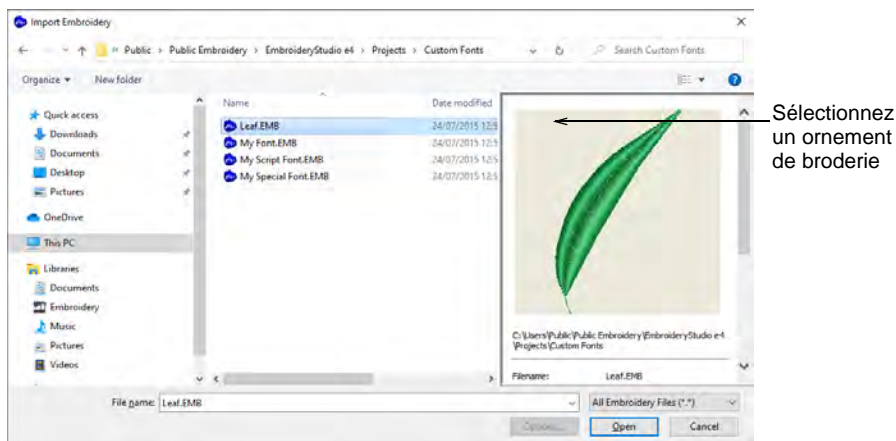 Import Embroidery
« Public › Public Embroidery › EmbroideryStudio e4 › Projects › Custom Fonts
Search Custom Fonts
Organize
New folder
Name
Date modified
Quick access
Downloads
Documents
Desktop
Pictures
OneDrive
This PC
Libraries
Documents
Embroidery
Music
Pictures
Videos
Leaf.EMB 24/07/2015 12:5
My Font.EMB 24/07/2015 12:5
My Script Font.EMB 24/07/2015 12:5
My Special Font.EMB 24/07/2015 12:5
C:\Users\Public\Public Embroidery\EmbroideryStudio e4
\Projects\Custom Fonts
Filename: Leaf.EMB
File name: Leaf.EMB
All Embroidery Files (*.*)
Options...
Open
Cancel
Sélectionnez
un ornement
de broderie